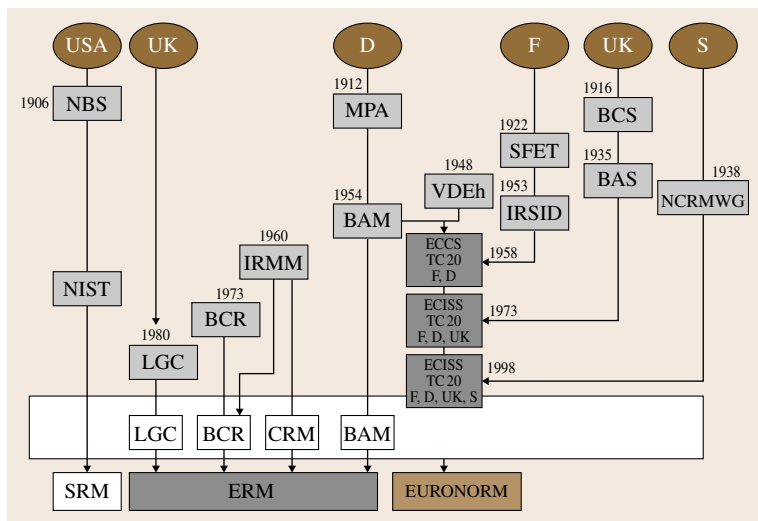 USA
UK
D
F
UK
S
1906
NBS
1912
MPA
1916
BCS
1922
SFET
1935
BAS
1938
NCRMWG
1948
VDEh
1953
IRSID
1954
BAM
ECCS
TC 20
F, D
1958
1960
IRMM
NIST
1973
BCR
ECISS
TC 20
F, D, UK
1973
1980
LGC
ECISS
TC 20
F, D, UK, S
1998
LGC
BCR
CRM
BAM
SRM
ERM
EURONORM